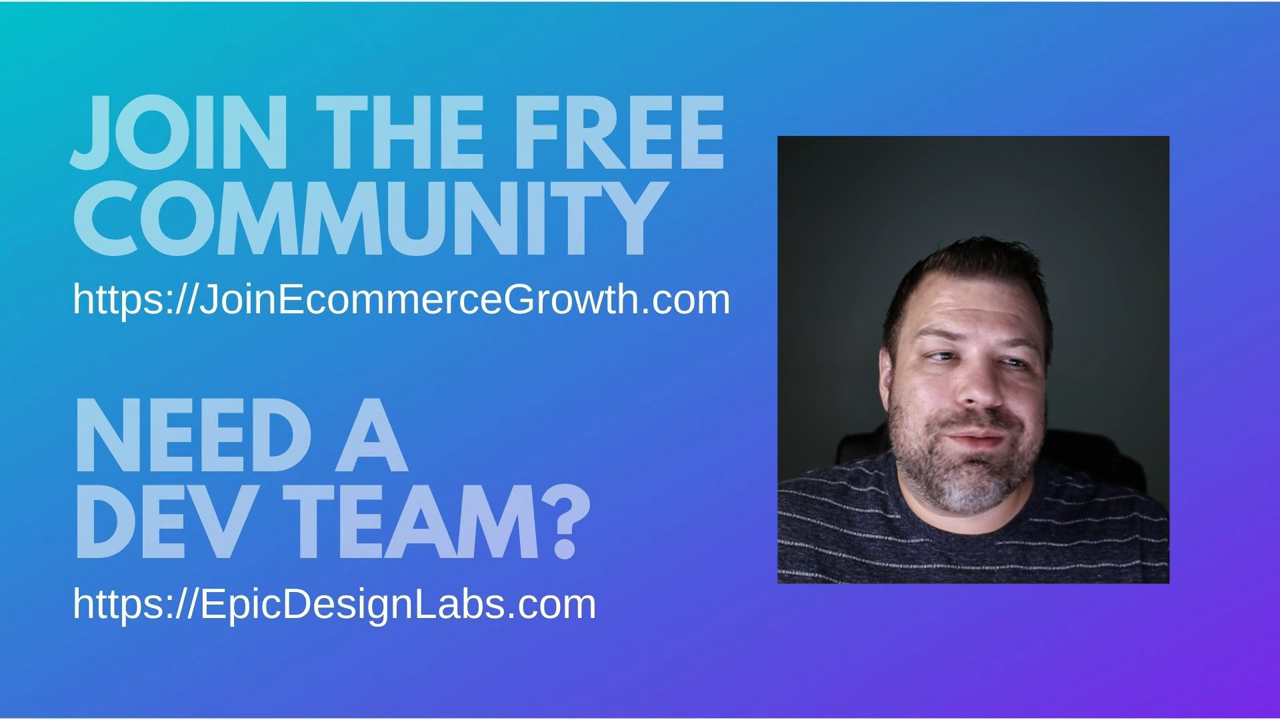 JOIN THE FREE
COMMUNITY
https://JoinEcommerceGrowth.com
NEED A
DEV TEAM?
https://EpicDesignLabs.com